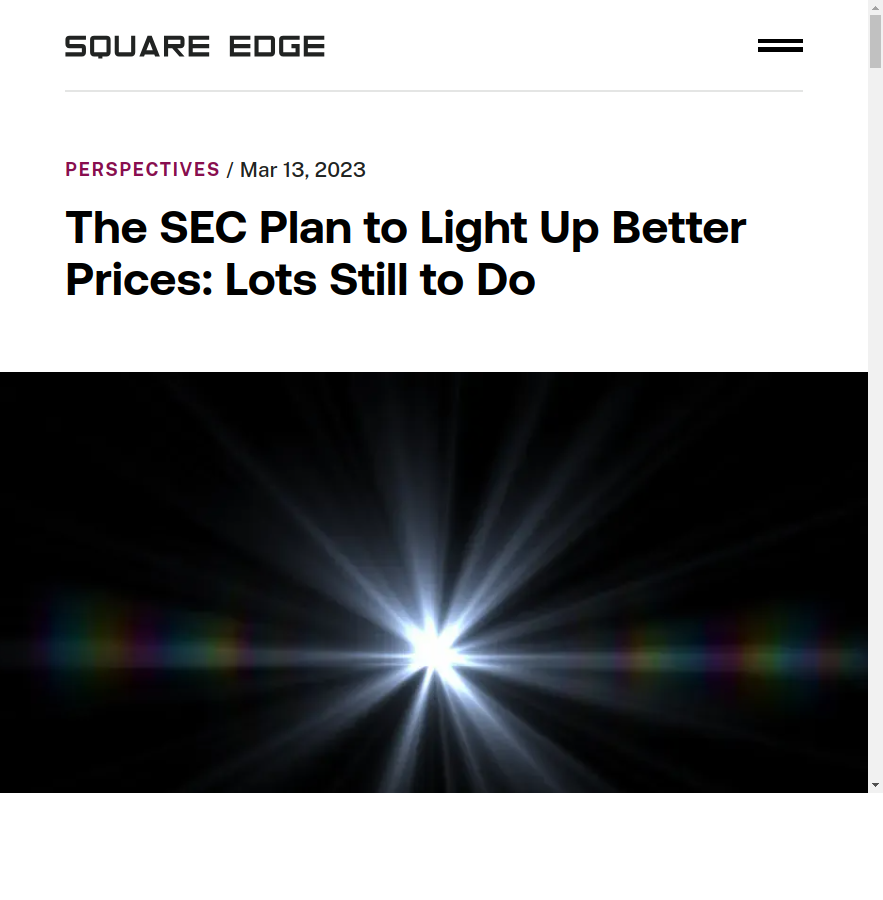 SQUARE EDGE
PERSPECTIVES / Mar 13, 2023
The SEC Plan to Light Up Better
Prices: Lots Still to Do